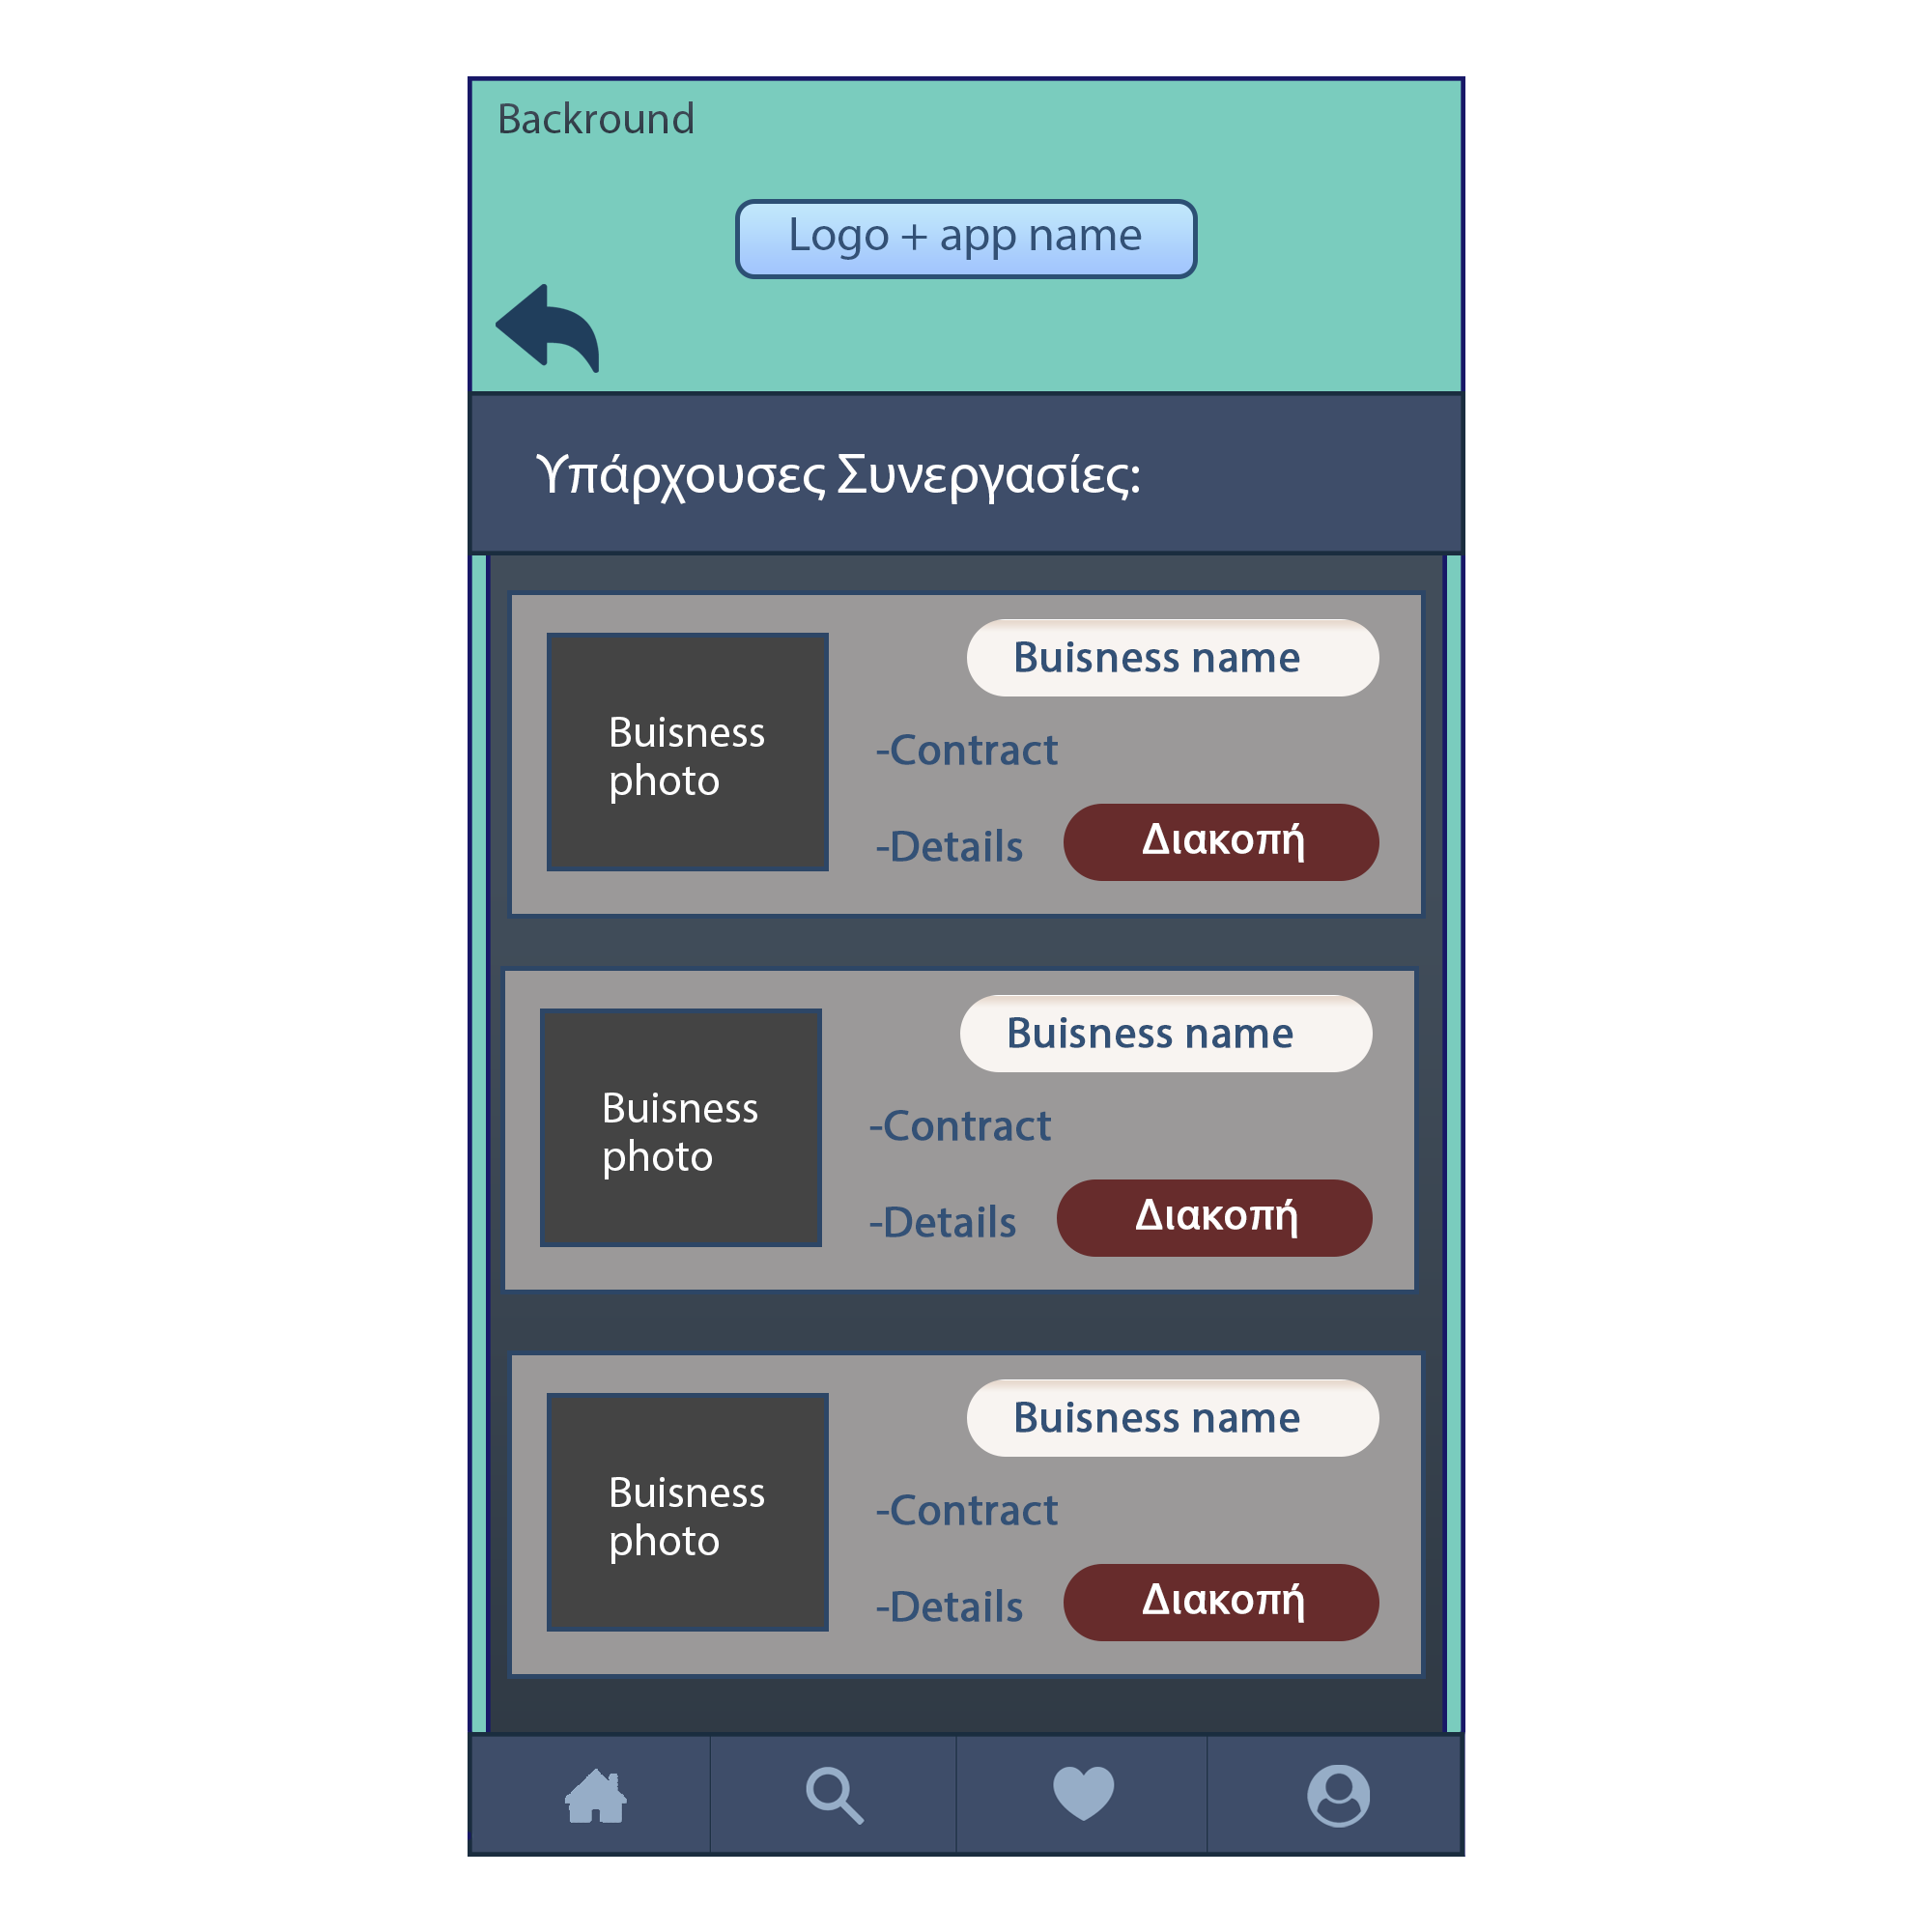 Backround
Logo + app name
Υπάρχουσες Συνεργασίες:
Buisness name
Buisness
photo
-Contract
-Details
Διακοπή
Buisness name
Buisness
photo
-Contract
-Details
Διακοπή
Buisness name
Buisness
photo
-Contract
-Details
Διακοπή